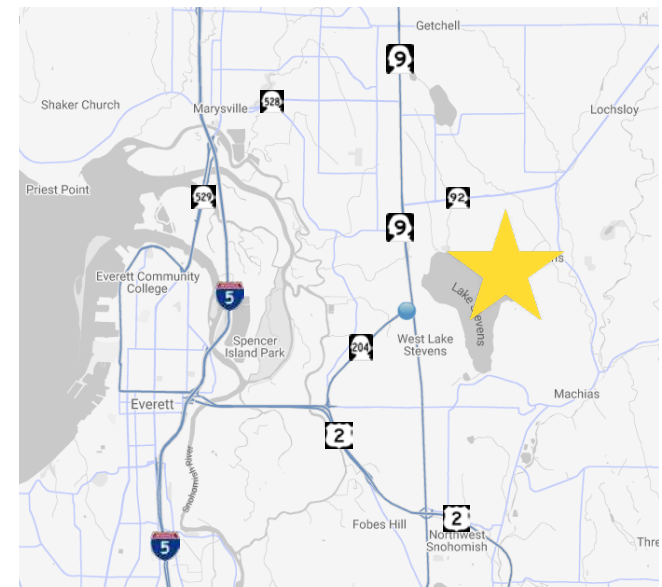 Getchell
9
Shaker Church
Marysville
528
Lochsloy
Priest Point
529
92
9
Everett Community
College
5
Lake
Spencer
Island Park
204
West Lake
Stevens
Everett
Machias
2
Snohomish River
2
Fobes Hill
Northwest
Snohomish
5